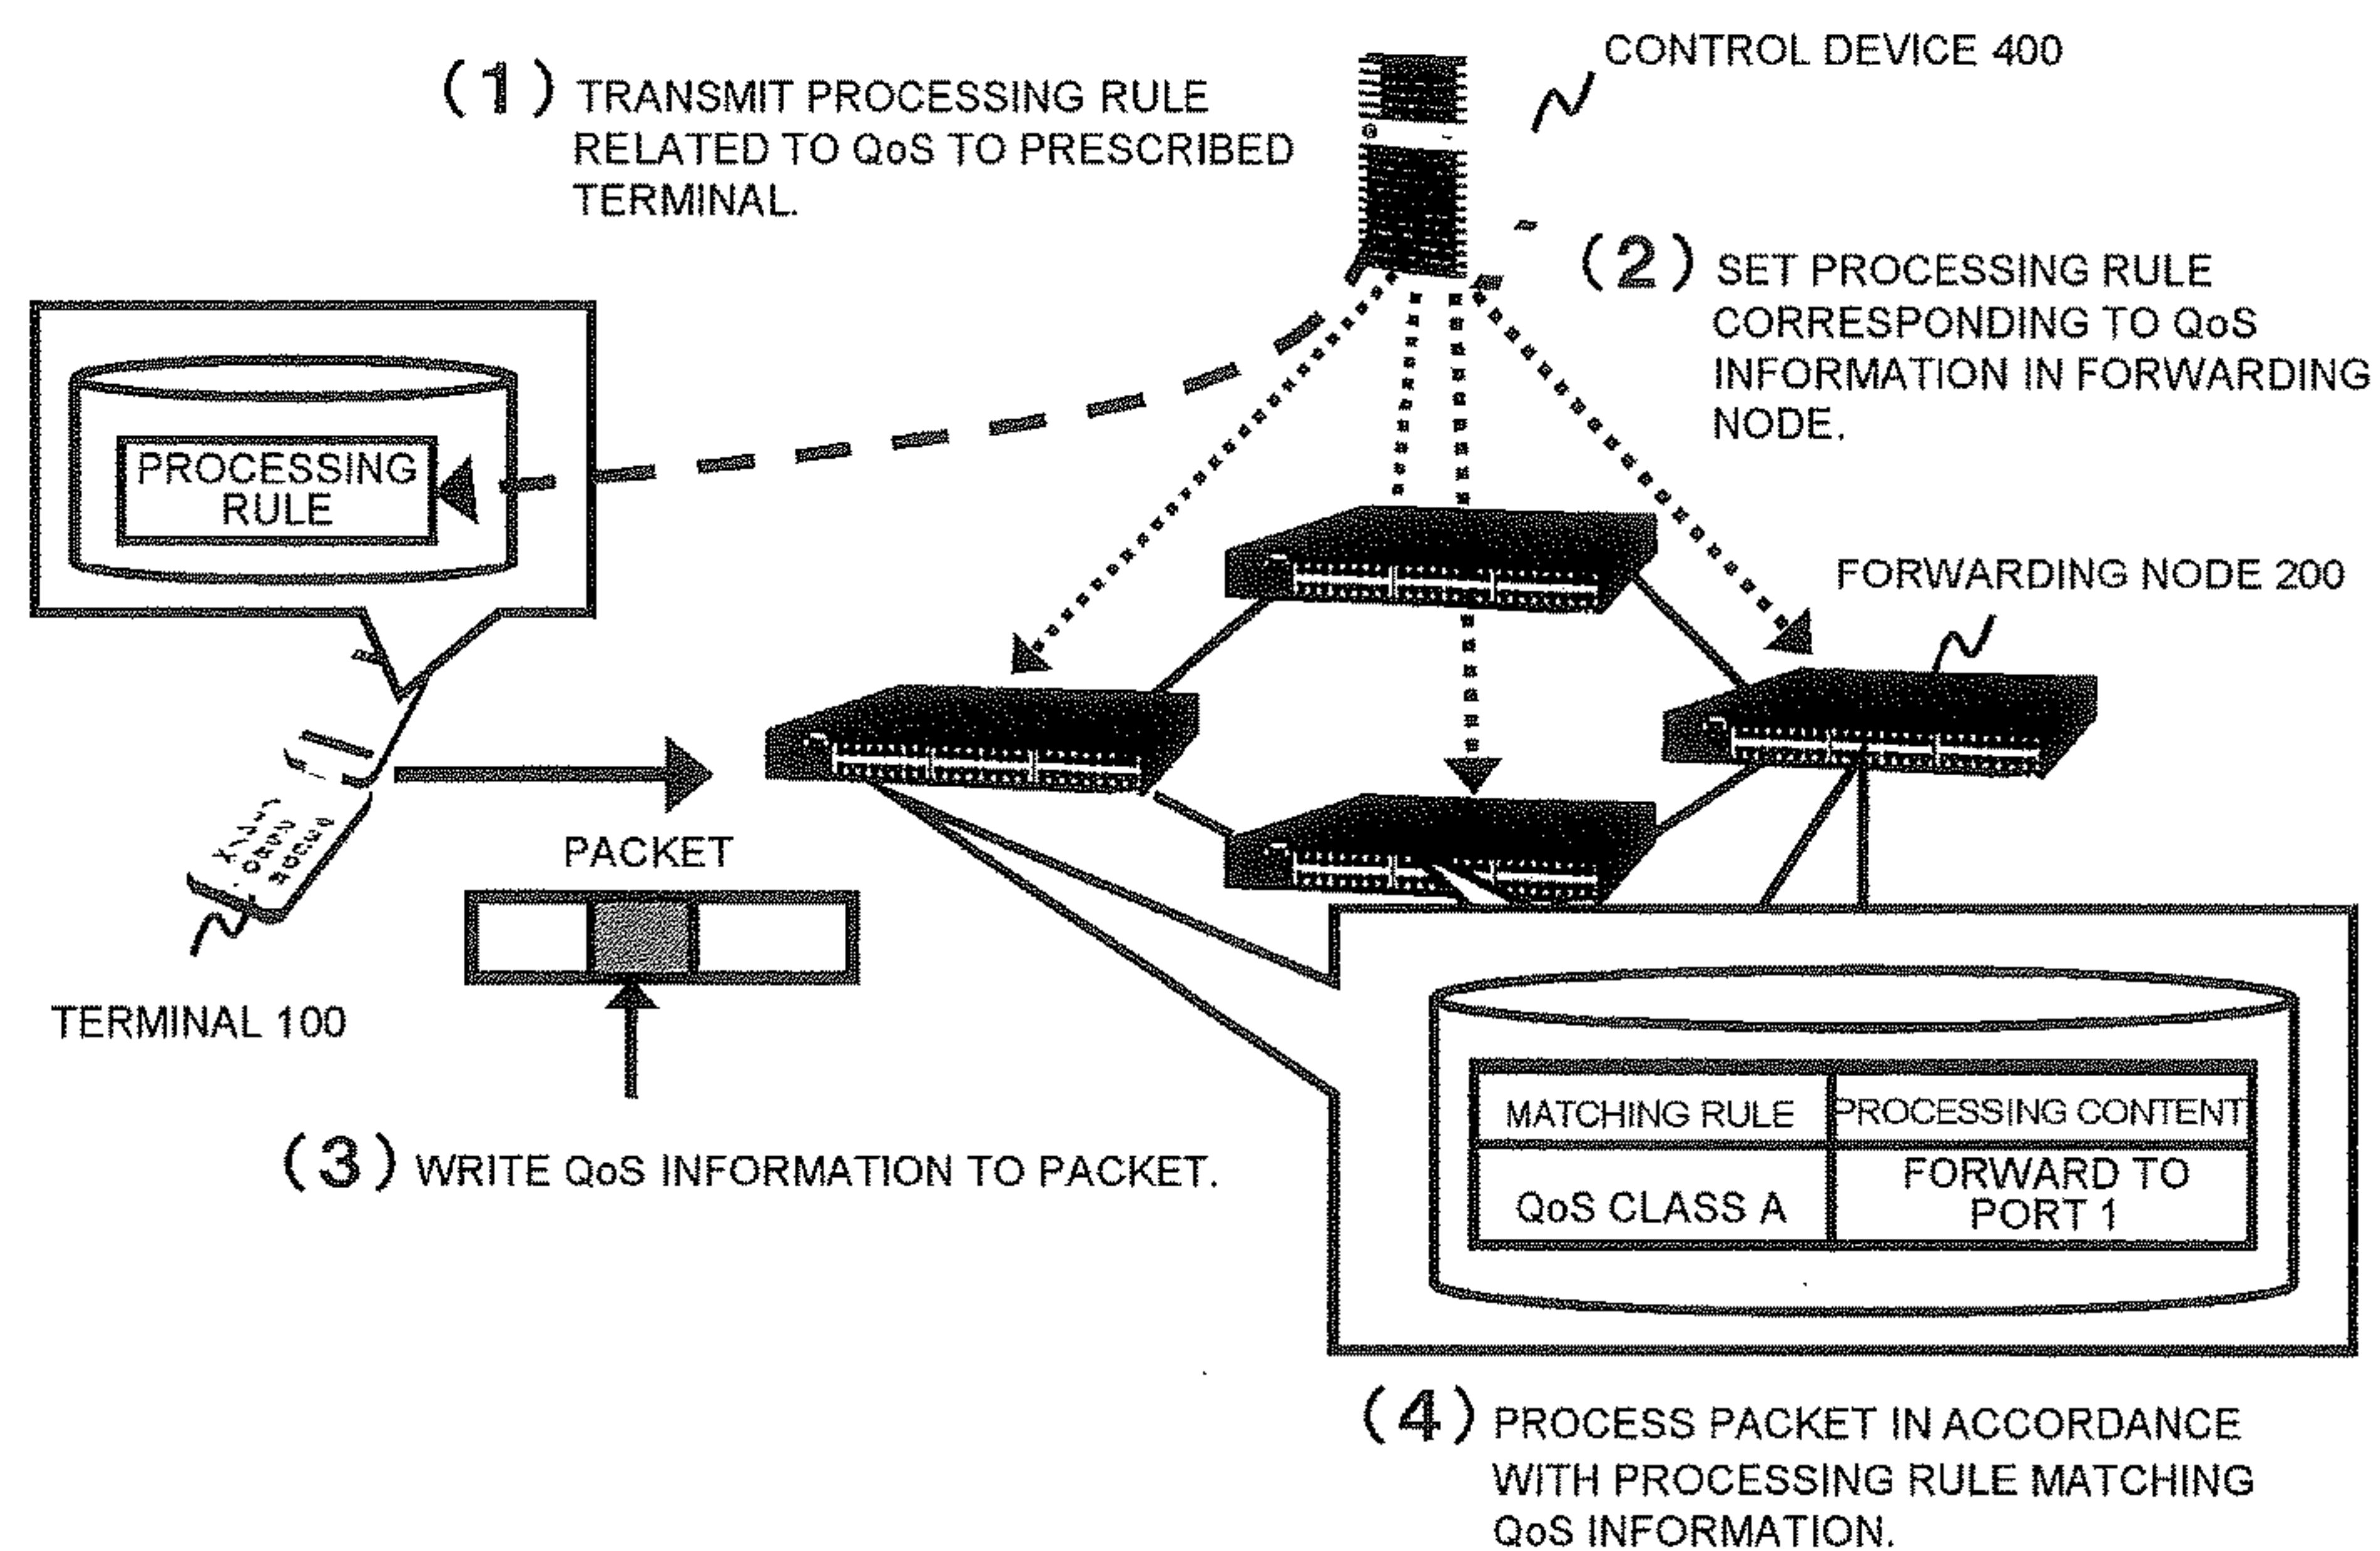 CONTROL DEVICE 400
(1) TRANSMIT PROCESSING RULE
RELATED TO QoS TO PRESCRIBED
TERMINAL.
(2) SET PROCESSING RULE
CORRESPONDING TO QoS
INFORMATION IN FORWARDING
NODE.
PROCESSING
RULE
FORWARDING NODE 200
PACKET
TERMINAL 100
(3) WRITE QoS INFORMATION TO PACKET.
MATCHING RULE
PROCESSING CONTENT
QoS CLASS A
FORWARD TO
PORT 1
(4) PROCESS PACKET IN ACCORDANCE
WITH PROCESSING RULE MATCHING
QoS INFORMATION.